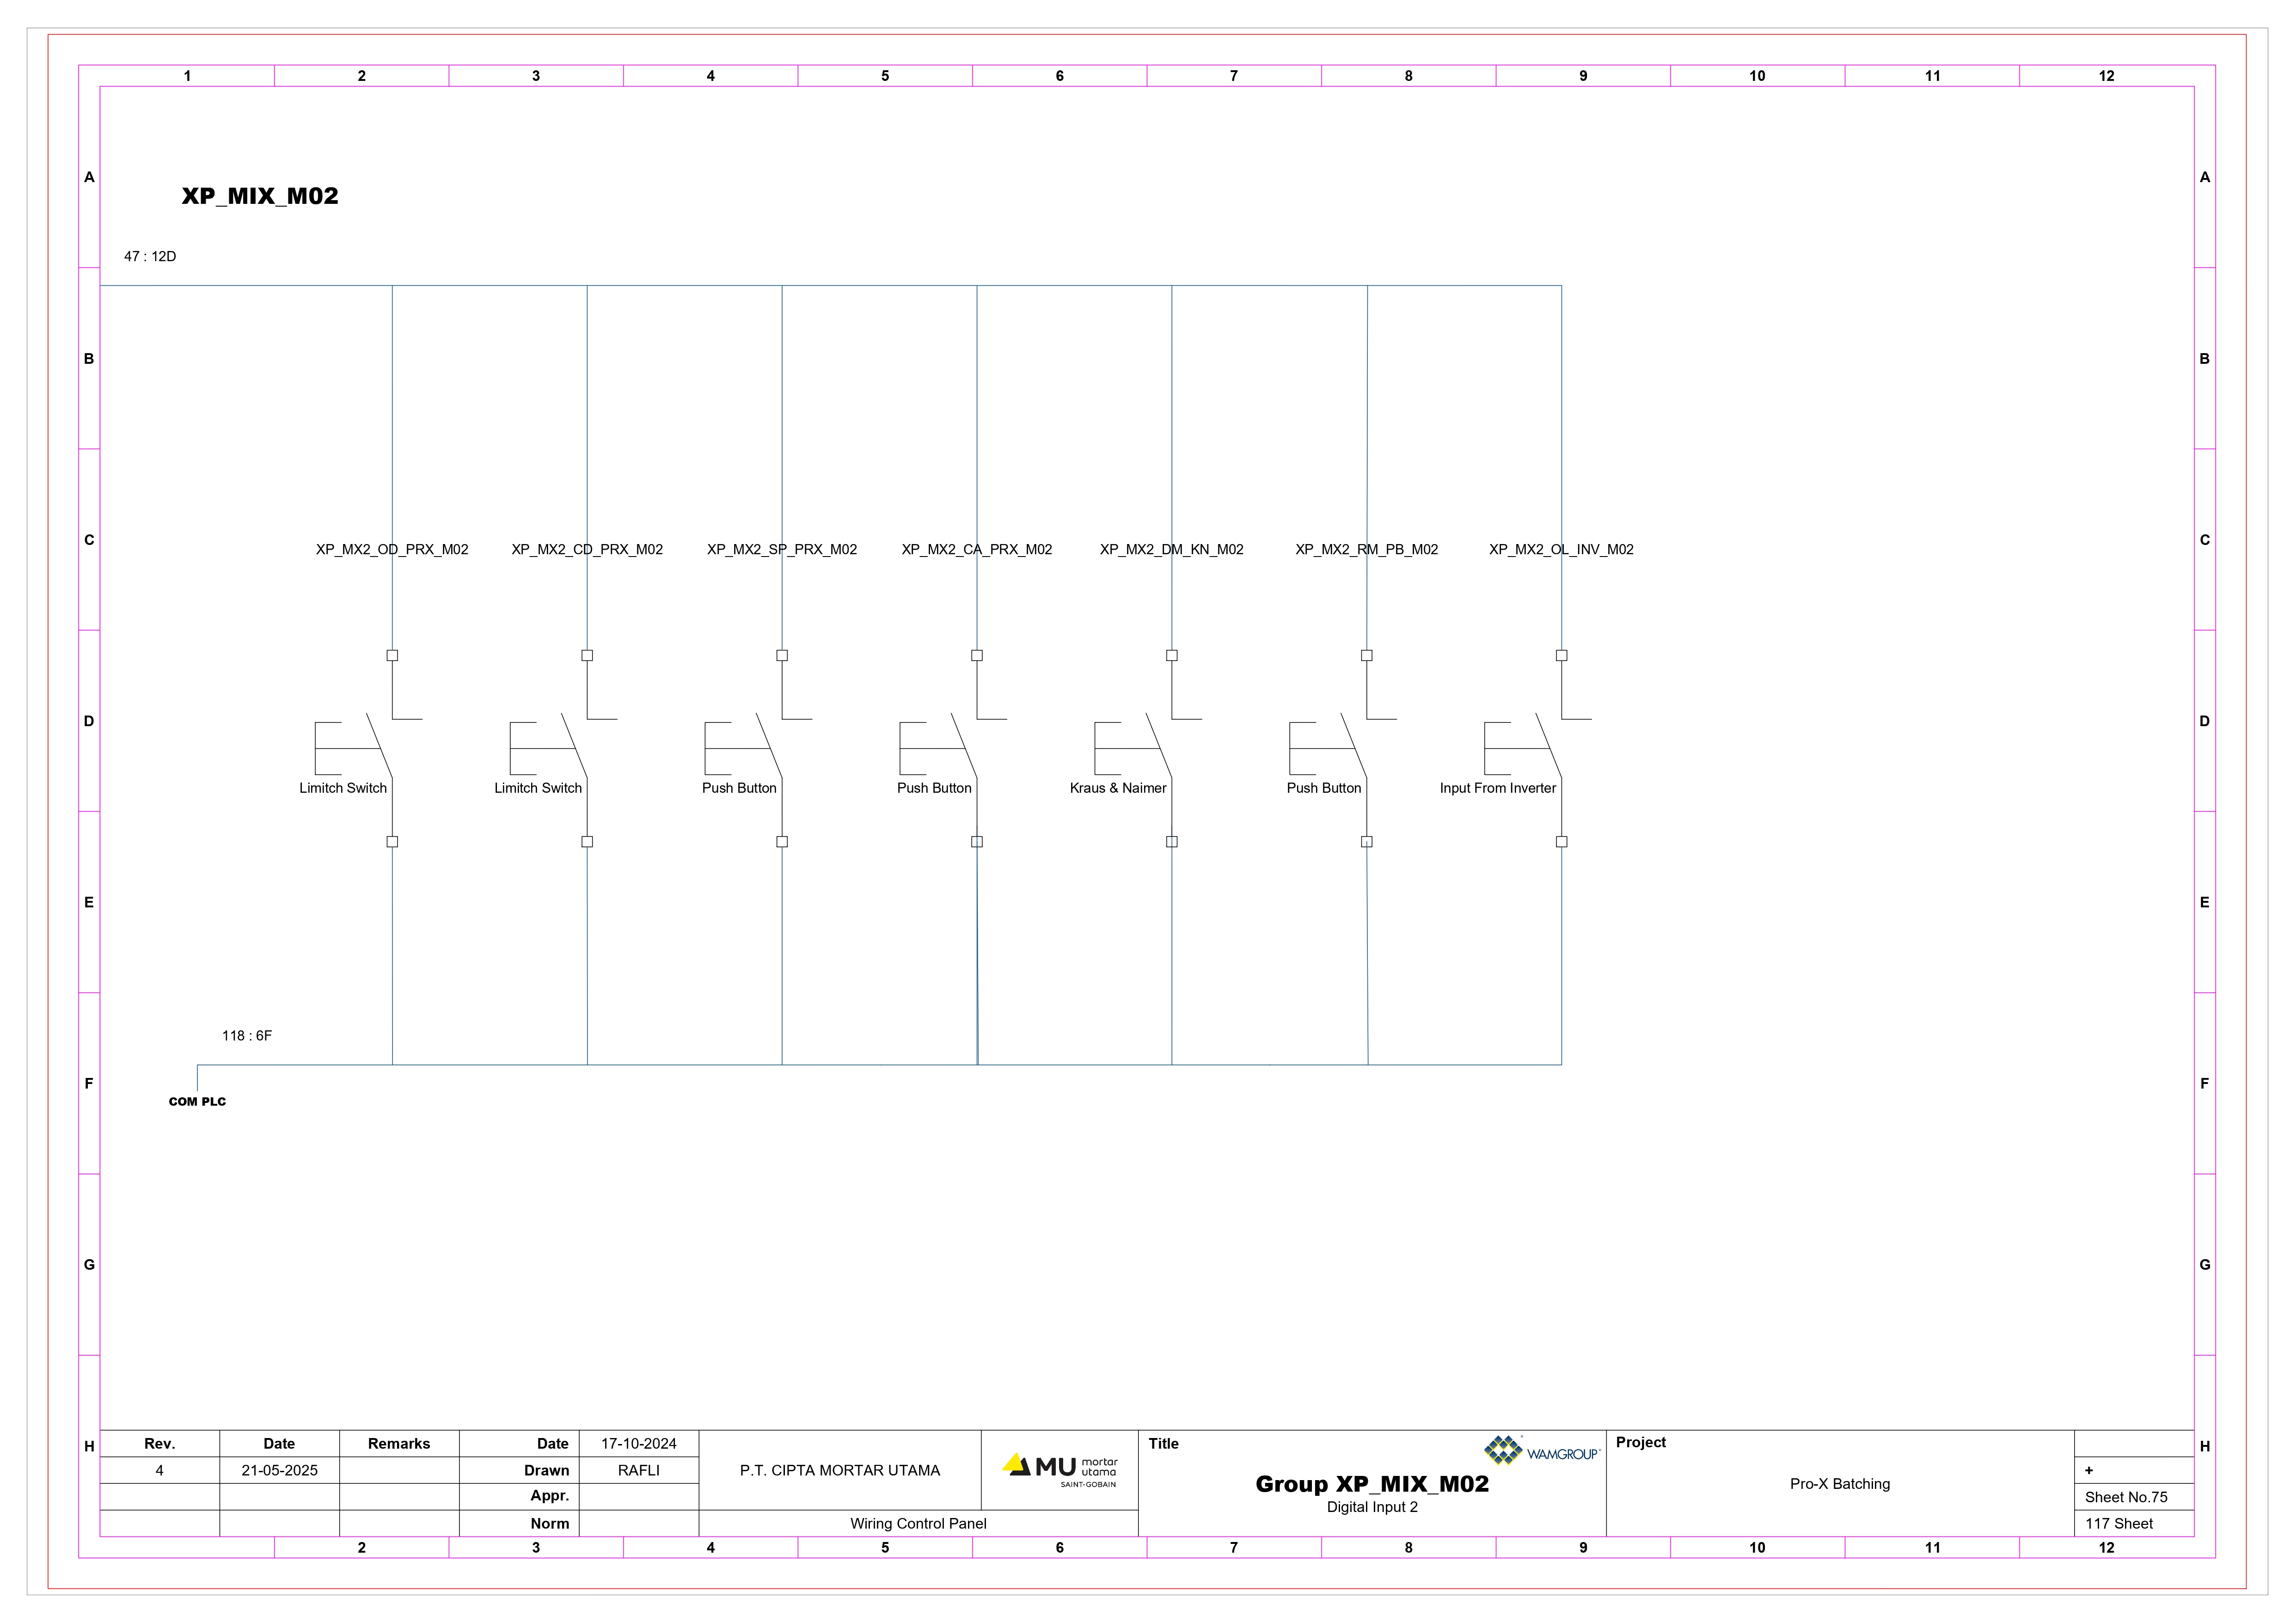 1 2 3 4 5 6 7 8 9 10 11 12
A A
XP_MIX_M02
47 : 12D
B B
C C
XP_MX2_OD_PRX_M02 XP_MX2_CD_PRX_M02 XP_MX2_SP_PRX_M02 XP_MX2_CA_PRX_M02 XP_MX2_DM_KN_M02 XP_MX2_RM_PB_M02 XP_MX2_OL_INV_M02
D D
Limitch Switch Limitch Switch Push Button Push Button Kraus & Naimer Push Button Input From Inverter
E E
118 : 6F
F F
COM PLC
G G
H H
Rev. Date Remarks Date 17-10-2024
4 21-05-2025 Drawn RAFLI
Appr.
Norm
P.T. CIPTA MORTAR UTAMA
MU mortar
utama
SAINT-GOBAIN
Wiring Control Panel
Title
WAMGROUP®
Group XP_MIX_M02
Digital Input 2
Project
Pro-X Batching
+
Sheet No.75
117 Sheet
2 3 4 5 6 7 8 9 10 11 12